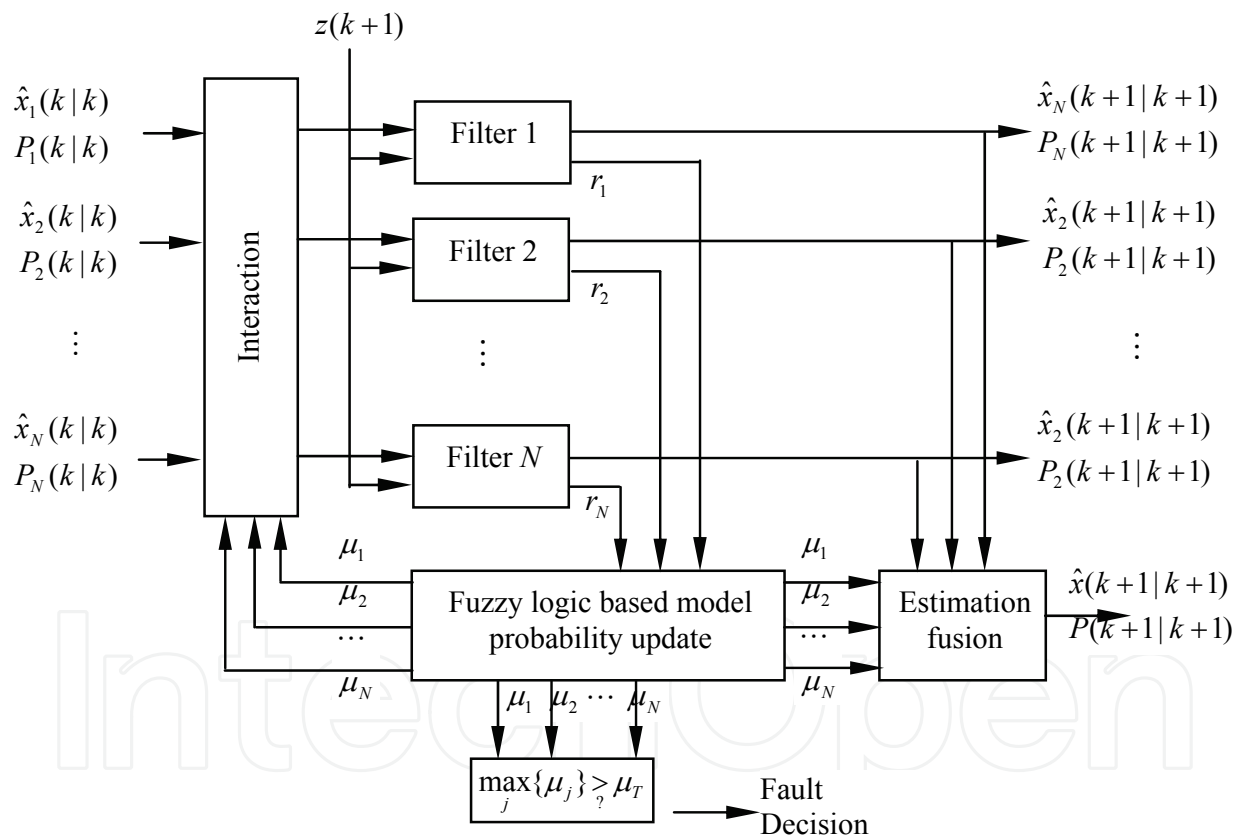 z(k+1)
x̂₁(k|k)
P₁(k|k)
x̂₂(k|k)
P₂(k|k)
⋮
x̂_N(k|k)
P_N(k|k)
Interaction
Filter 1
r₁
Filter 2
r₂
⋮
Filter N
r_N
x̂_N(k+1|k+1)
P_N(k+1|k+1)
x̂₂(k+1|k+1)
P₂(k+1|k+1)
⋮
x̂₂(k+1|k+1)
P₂(k+1|k+1)
μ₁
μ₂
⋯
μ_N
Fuzzy logic based model
probability update
μ₁
μ₂
⋯
μ_N
Estimation
fusion
x̂(k+1|k+1)
P(k+1|k+1)
μ₁ μ₂ ⋯ μ_N
max_j{μ_j} >_? μ_T
Fault
Decision
IntechOpen